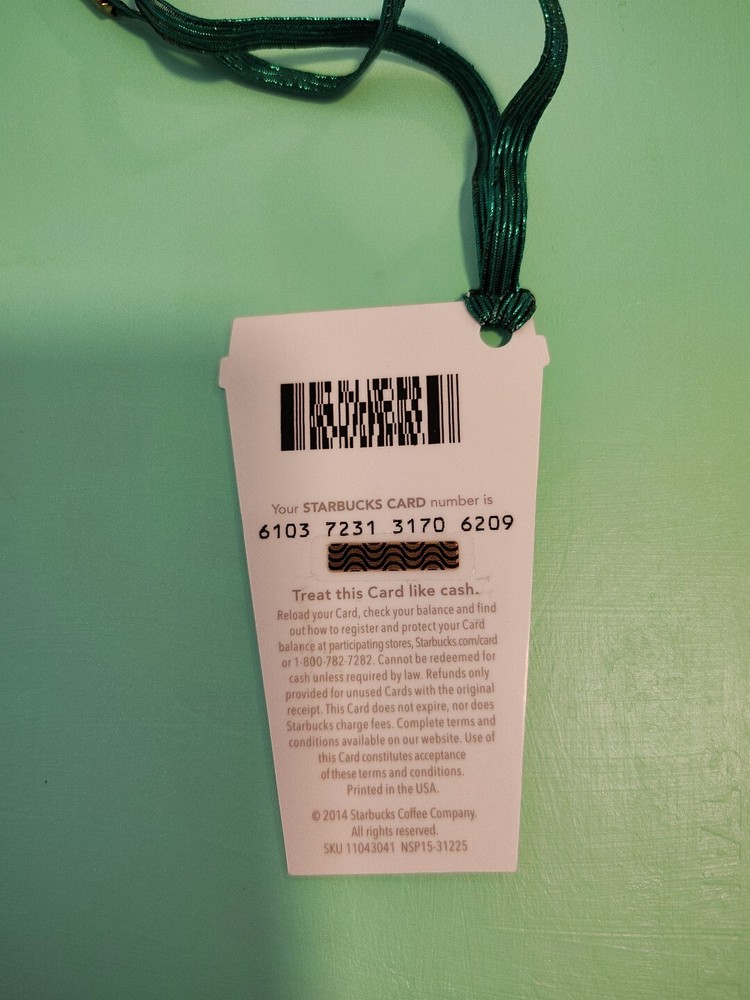 Your STARBUCKS CARD number is
6103 7231 3170 6209
Treat this Card like cash.
Reload your Card, check your balance and find
out how to register and protect your Card
balance at participating stores, Starbucks.com/card
or 1-800-782-7282. Cannot be redeemed for
cash unless required by law. Refunds only
provided for unused Cards with the original
receipt. This Card does not expire, nor does
Starbucks charge fees. Complete terms and
conditions available on our website. Use of
this Card constitutes acceptance
of these terms and conditions.
Printed in the USA.
© 2014 Starbucks Coffee Company.
All rights reserved.
SKU 11043041 NSP15-31225